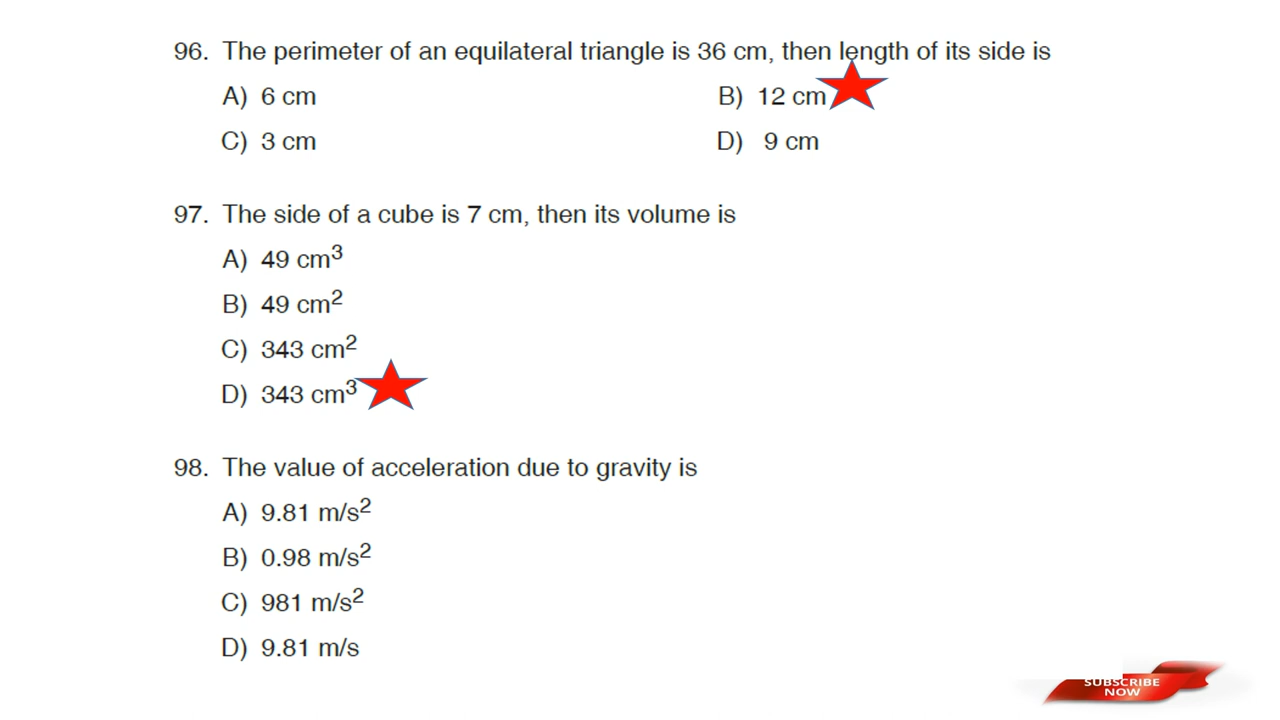 96. The perimeter of an equilateral triangle is 36 cm, then length of its side is
A) 6 cm B) 12 cm
C) 3 cm D) 9 cm
97. The side of a cube is 7 cm, then its volume is
A) 49 cm³
B) 49 cm²
C) 343 cm²
D) 343 cm³
98. The value of acceleration due to gravity is
A) 9.81 m/s²
B) 0.98 m/s²
C) 981 m/s²
D) 9.81 m/s
SUBSCRIBE
NOW